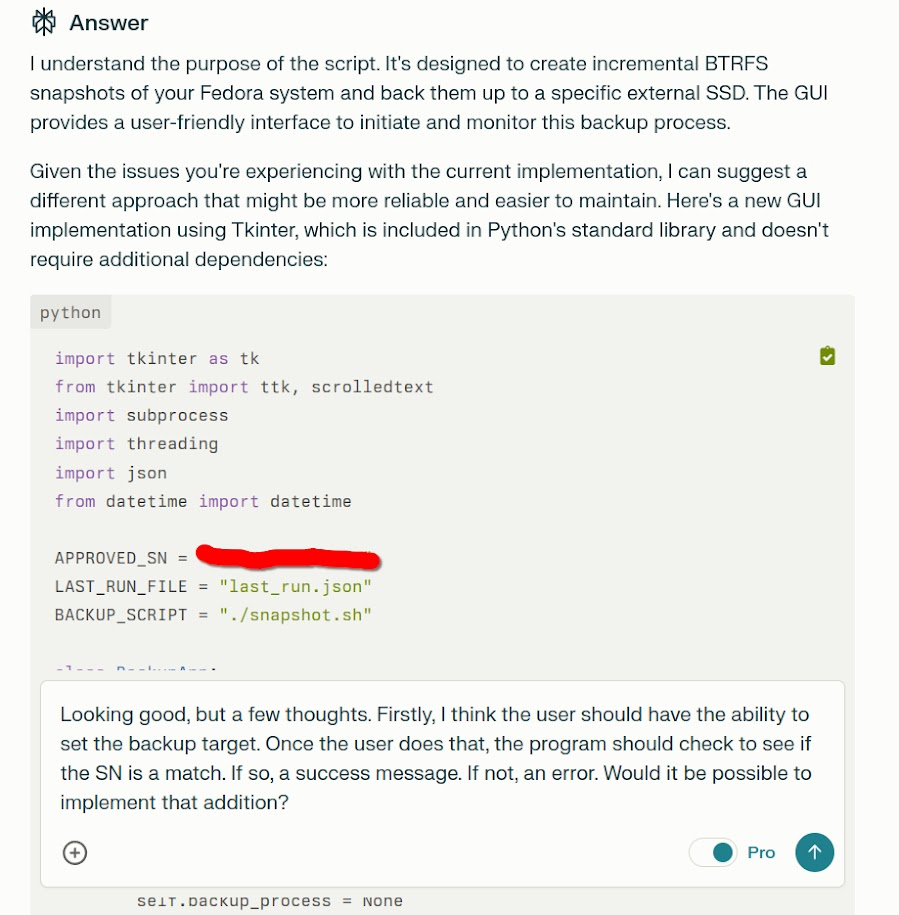 Answer
I understand the purpose of the script. It's designed to create incremental BTRFS
snapshots of your Fedora system and back them up to a specific external SSD. The GUI
provides a user-friendly interface to initiate and monitor this backup process.
Given the issues you're experiencing with the current implementation, I can suggest a
different approach that might be more reliable and easier to maintain. Here's a new GUI
implementation using Tkinter, which is included in Python's standard library and doesn't
require additional dependencies:
python
import tkinter as tk
from tkinter import ttk, scrolledtext
import subprocess
import threading
import json
from datetime import datetime
APPROVED_SN =
LAST_RUN_FILE = "last_run.json"
BACKUP_SCRIPT = "./snapshot.sh"
class BackupApp:
Looking good, but a few thoughts. Firstly, I think the user should have the ability to
set the backup target. Once the user does that, the program should check to see if
the SN is a match. If so, a success message. If not, an error. Would it be possible to
implement that addition?
Pro
self.backup_process = None